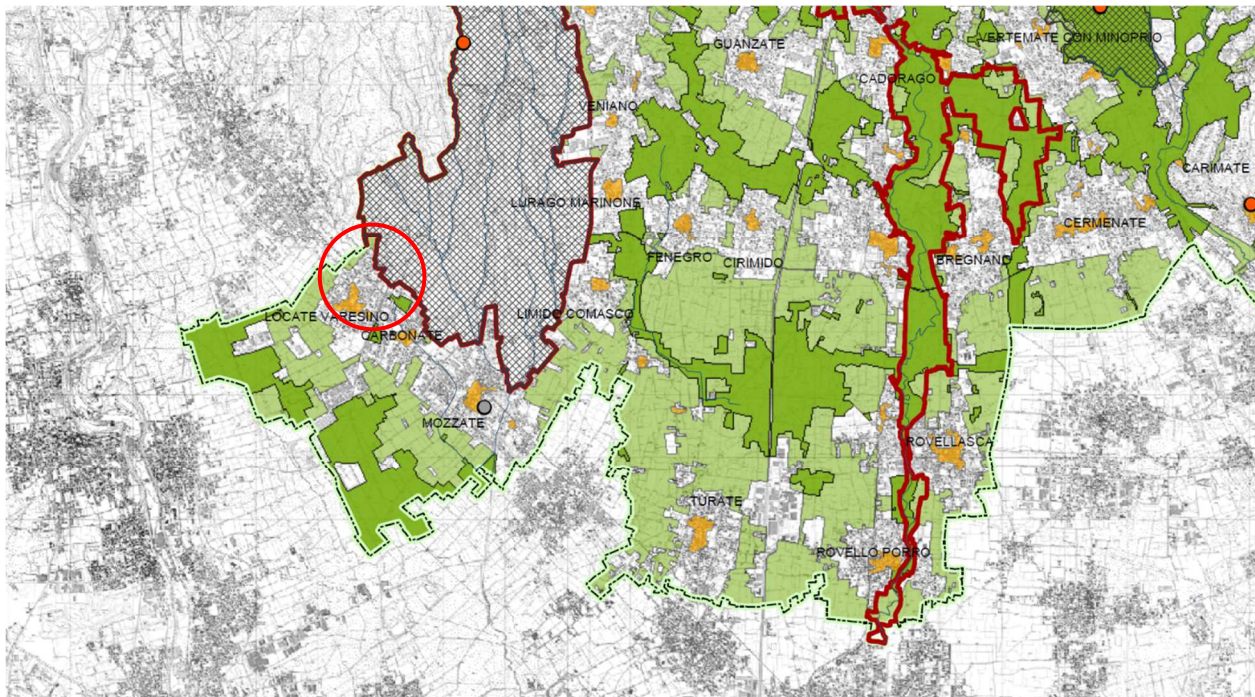 GUANZATE
VERTEMATE CON MINOPRIO
CADORAGO
VENIANO
CARIMATE
LURAGO MARINONE
CERMENATE
FENEGRO
CIRIMIDO
BREGNANO
LOCATE VARESINO
LIMIDO COMASCO
CARBONATE
MOZZATE
ROVELLASCA
TURATE
ROVELLO PORRO